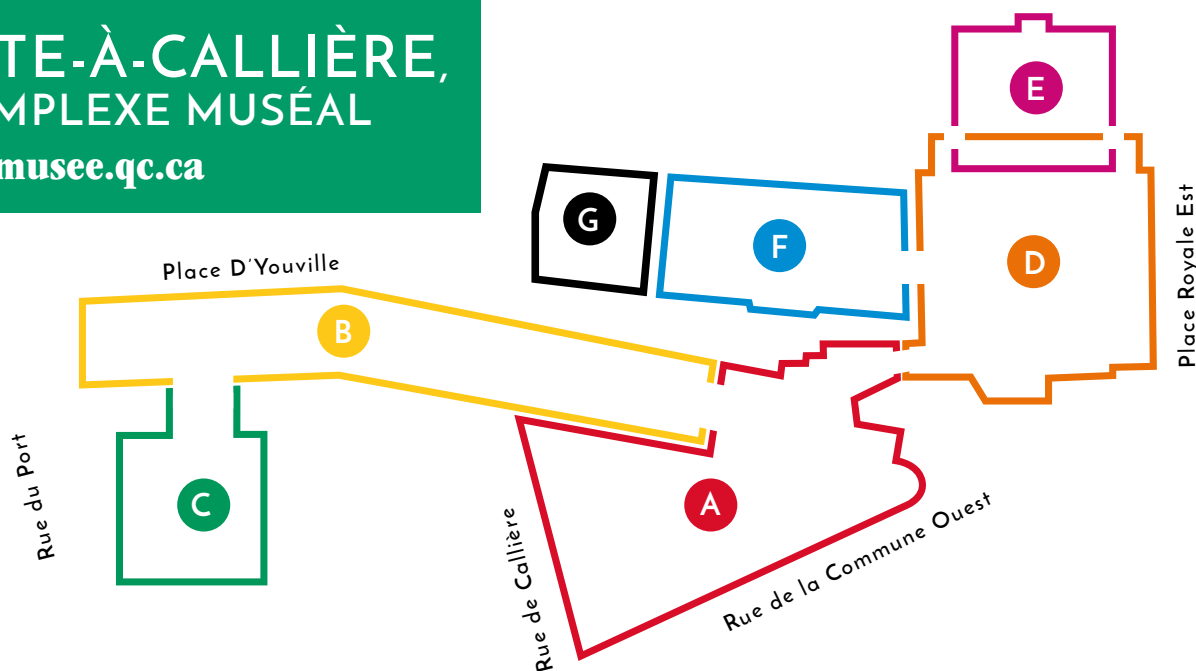 TE-À-CALLIÈRE,
MPLEXE MUSÉAL
musee.qc.ca
E
G
F
D
Place Royale Est
Place D'Youville
B
Rue du Port
C
A
Rue de Callière
Rue de la Commune Ouest